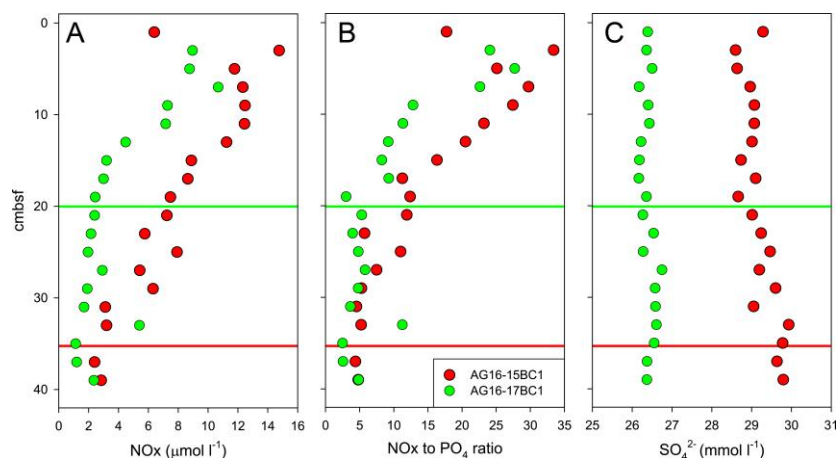 A B C
0
10
20
30
40
cmbsf
0 2 4 6 8 10 12 14 16
0 5 10 15 20 25 30 35
25 26 27 28 29 30 31
AG16-15BC1
AG16-17BC1
NOx (μmol l⁻¹)
NOx to PO₄ ratio
SO₄²⁻ (mmol l⁻¹)